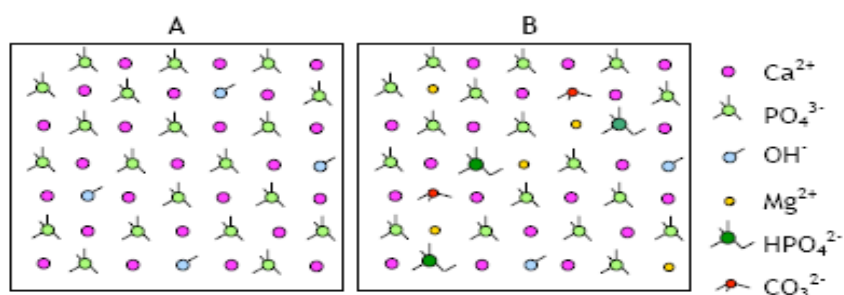 A
B
Ca²⁺
PO₄³⁻
OH⁻
Mg²⁺
HPO₄²⁻
CO₃²⁻